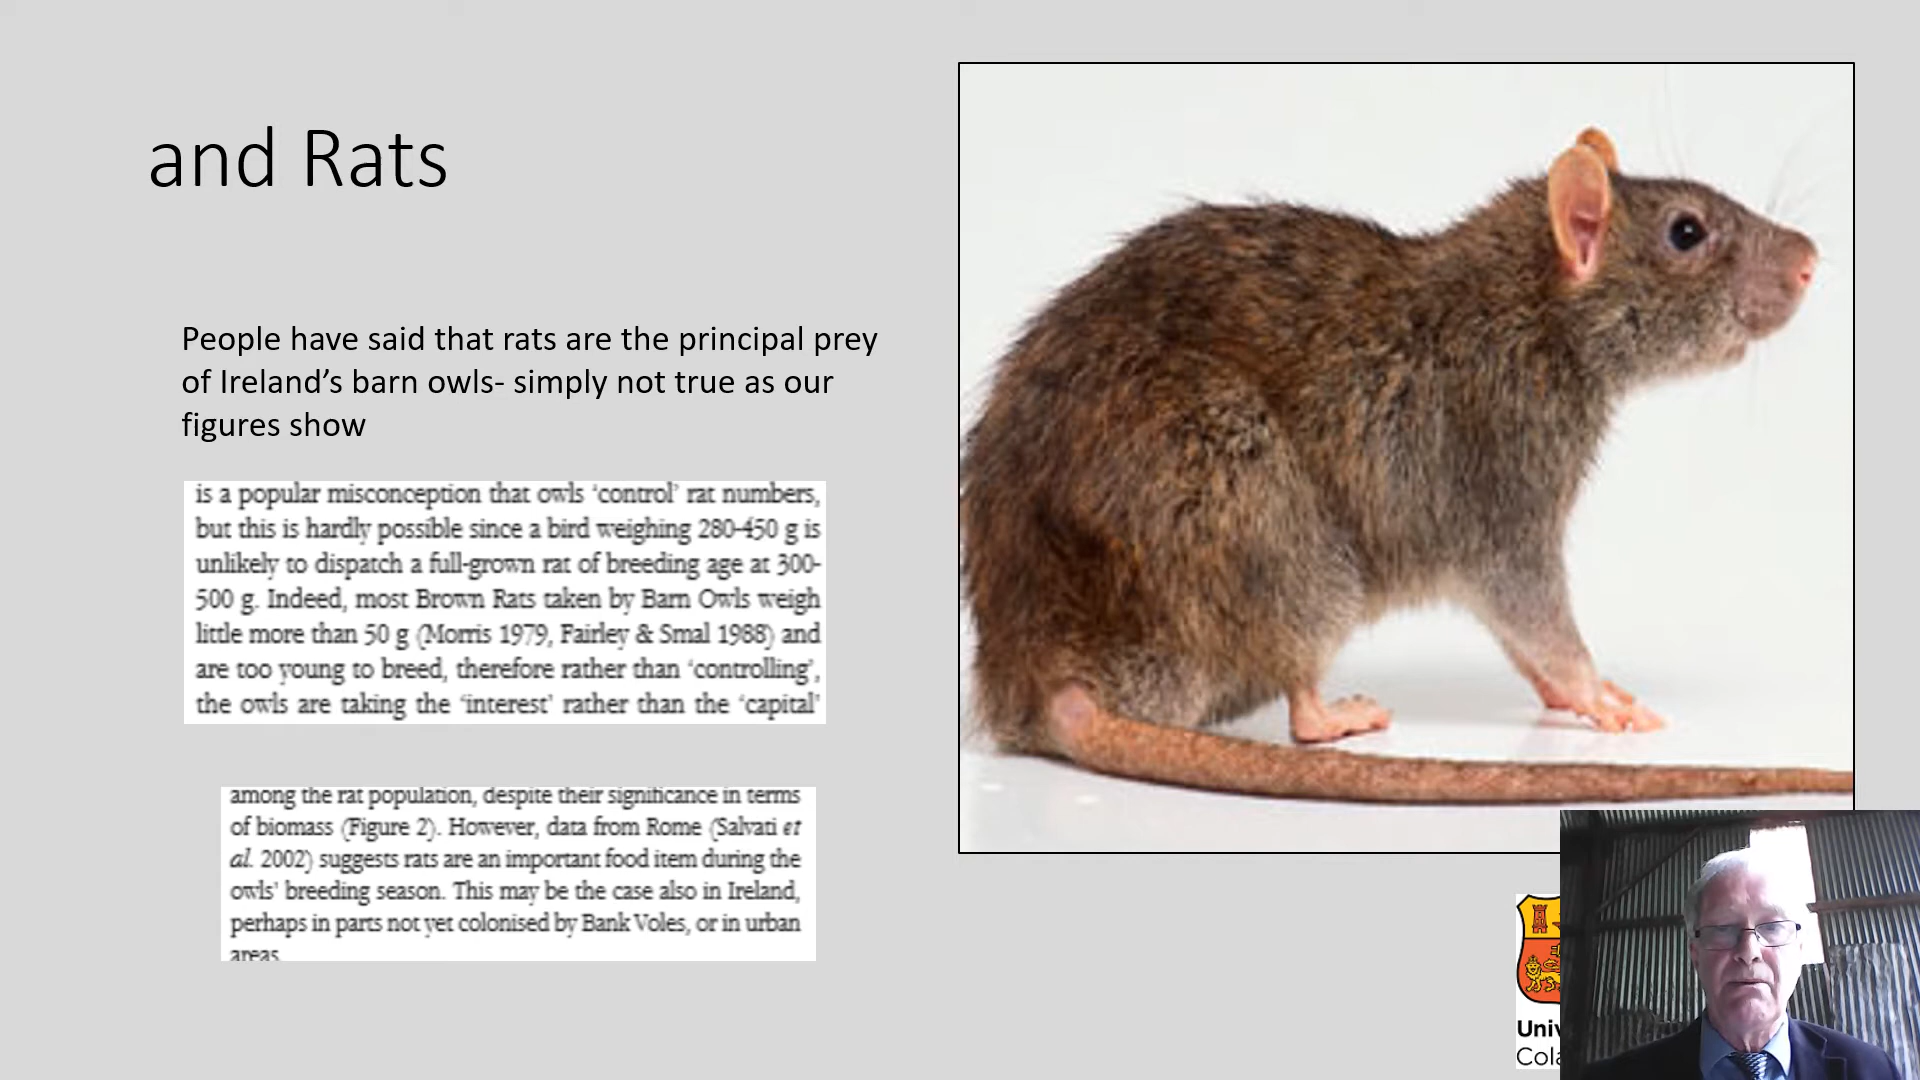 and Rats
People have said that rats are the principal prey
of Ireland’s barn owls- simply not true as our
figures show
is a popular misconception that owls ‘control’ rat numbers,
but this is hardly possible since a bird weighing 280-450 g is
unlikely to dispatch a full-grown rat of breeding age at 300-
500 g. Indeed, most Brown Rats taken by Barn Owls weigh
little more than 50 g (Morris 1979, Fairley & Smal 1988) and
are too young to breed, therefore rather than ‘controlling’,
the owls are taking the ‘interest’ rather than the ‘capital’
among the rat population, despite their significance in terms
of biomass (Figure 2). However, data from Rome (Salvati et
al. 2002) suggests rats are an important food item during the
owls’ breeding season. This may be the case also in Ireland,
perhaps in parts not yet colonised by Bank Voles, or in urban
areas.
Univ
Cola